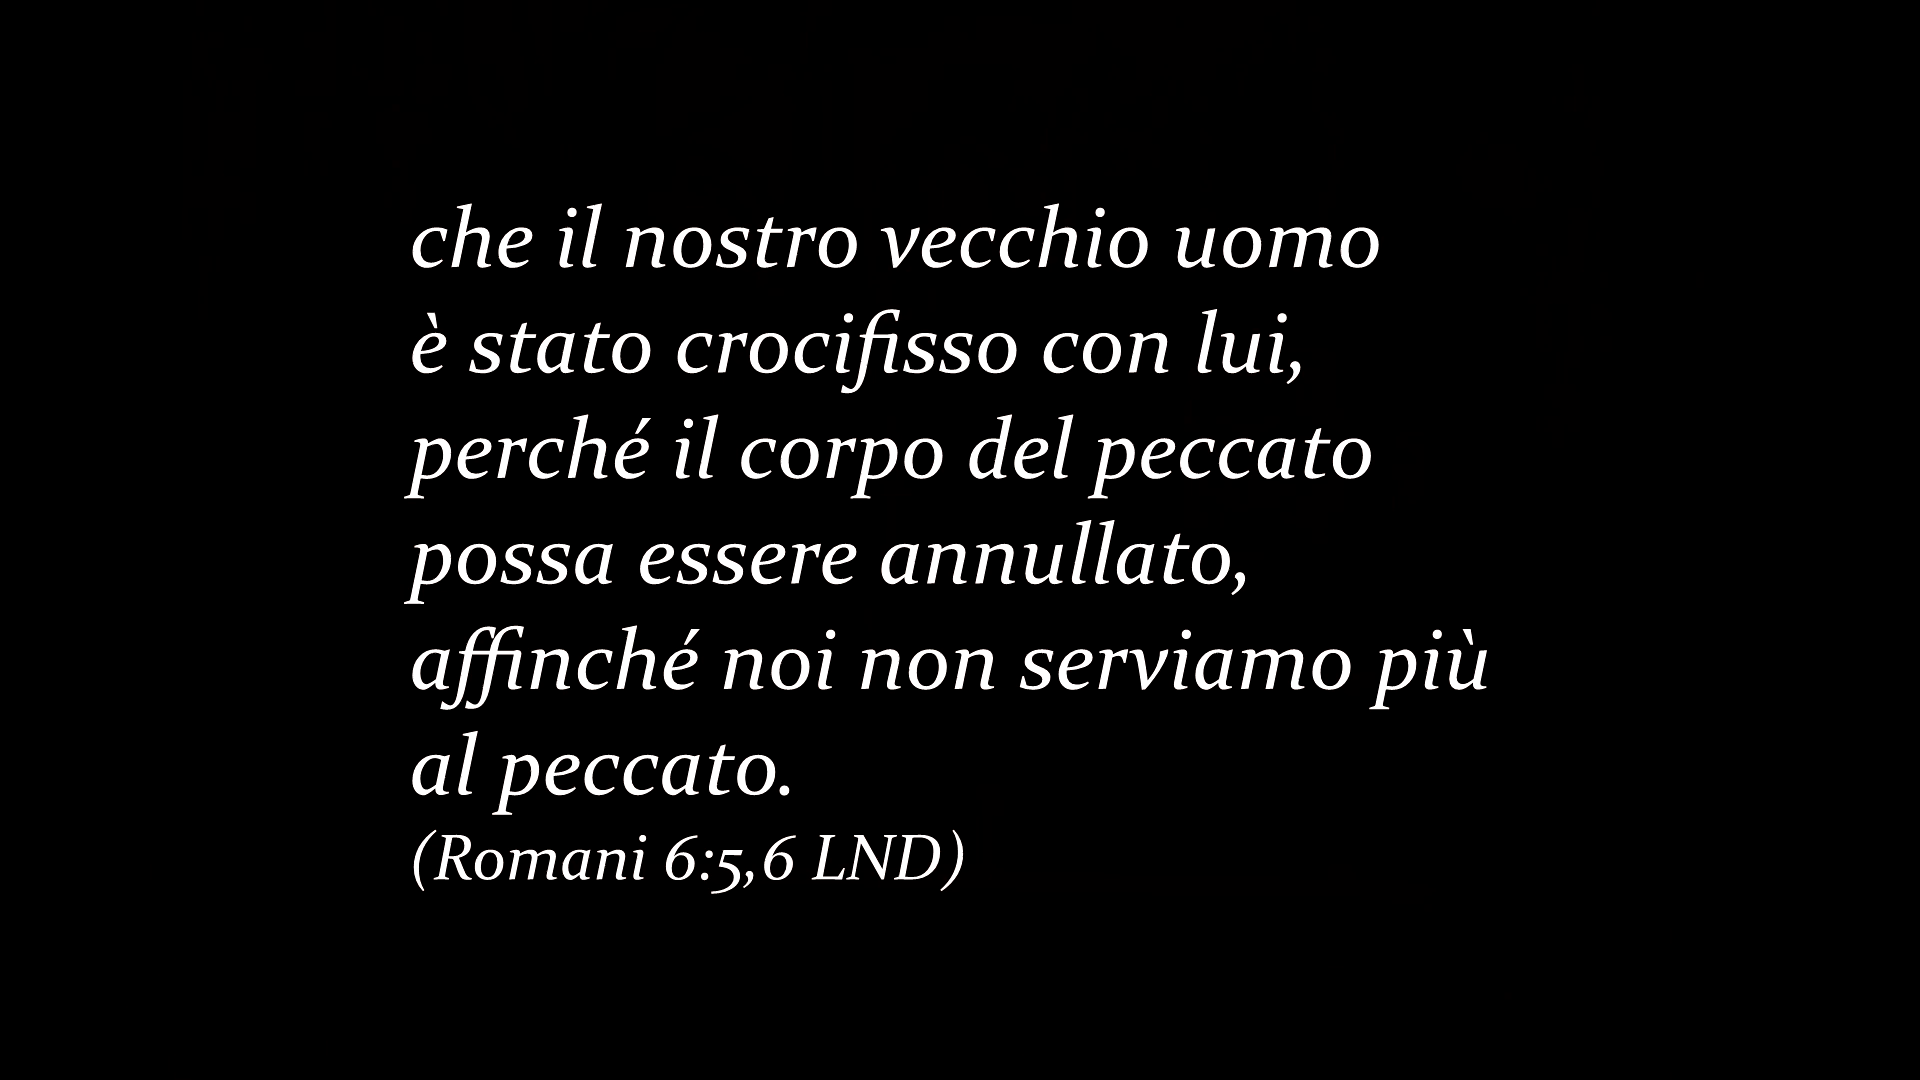 che il nostro vecchio uomo
è stato crocifisso con lui,
perché il corpo del peccato
possa essere annullato,
affinché noi non serviamo più
al peccato.
(Romani 6:5,6 LND)